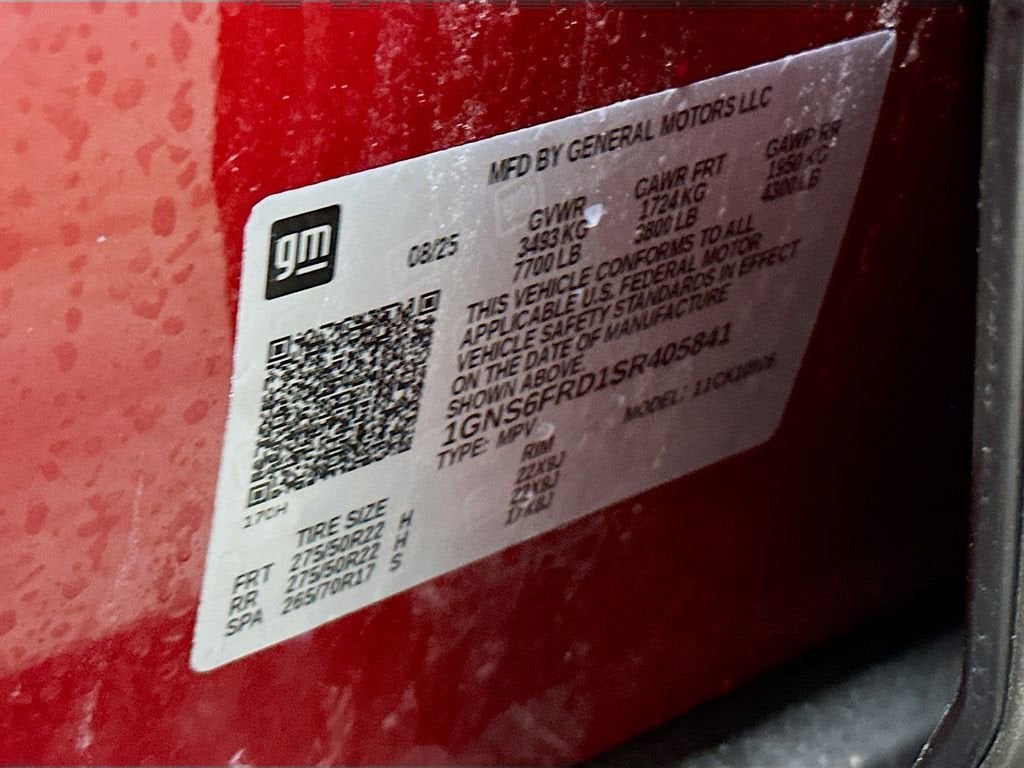 gm
MFD BY GENERAL MOTORS LLC
08/25
GVWR GAWR FRT GAWP RR
3493 KG 1724 KG 1950 KG
7700 LB 3800 LB 4300 LB
THIS VEHICLE CONFORMS TO ALL
APPLICABLE U.S. FEDERAL MOTOR
VEHICLE SAFETY STANDARDS IN EFFECT
ON THE DATE OF MANUFACTURE
SHOWN ABOVE.
1GNS6FRD1SR405841
TYPE: MPV MODEL:
170H
TIRE SIZE RIM
FRT 275/50R22 H 22X9J
RR 275/50R22 H 22X9J
SPA 265/70R17 S 17X8J